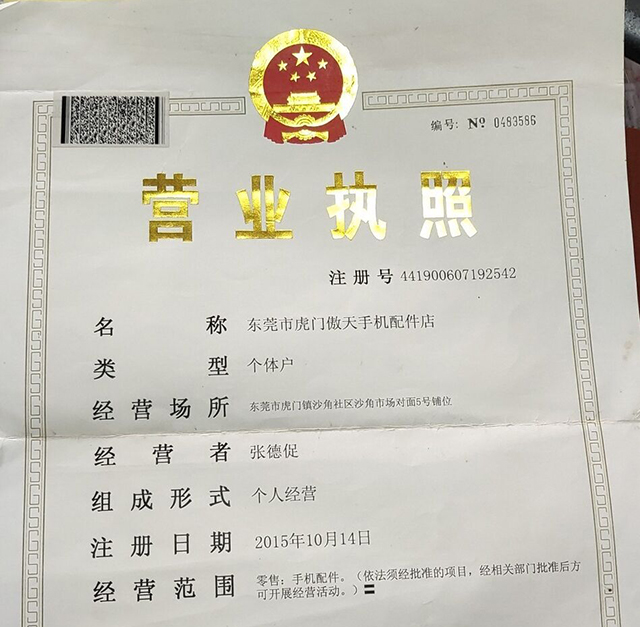 编号: Nº 0483586
营业执照
注册号 441900607192542
名称 东莞市虎门傲天手机配件店
类型 个体户
经营场所 东莞市虎门镇沙角社区沙角市场对面5号铺位
经营者 张德促
组成形式 个人经营
注册日期 2015年10月14日
经营范围 零售：手机配件。（依法须经批准的项目，经相关部门批准后方
可开展经营活动。）